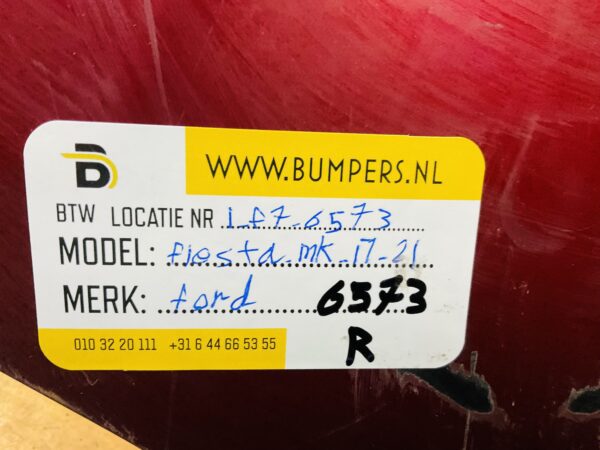 D
WWW.BUMPERS.NL
BTW LOCATIE NR 1-f7-6573
MODEL: fiesta-mk-17-21
MERK: ford 6573
R
010 32 20 111 +31 6 44 66 53 55